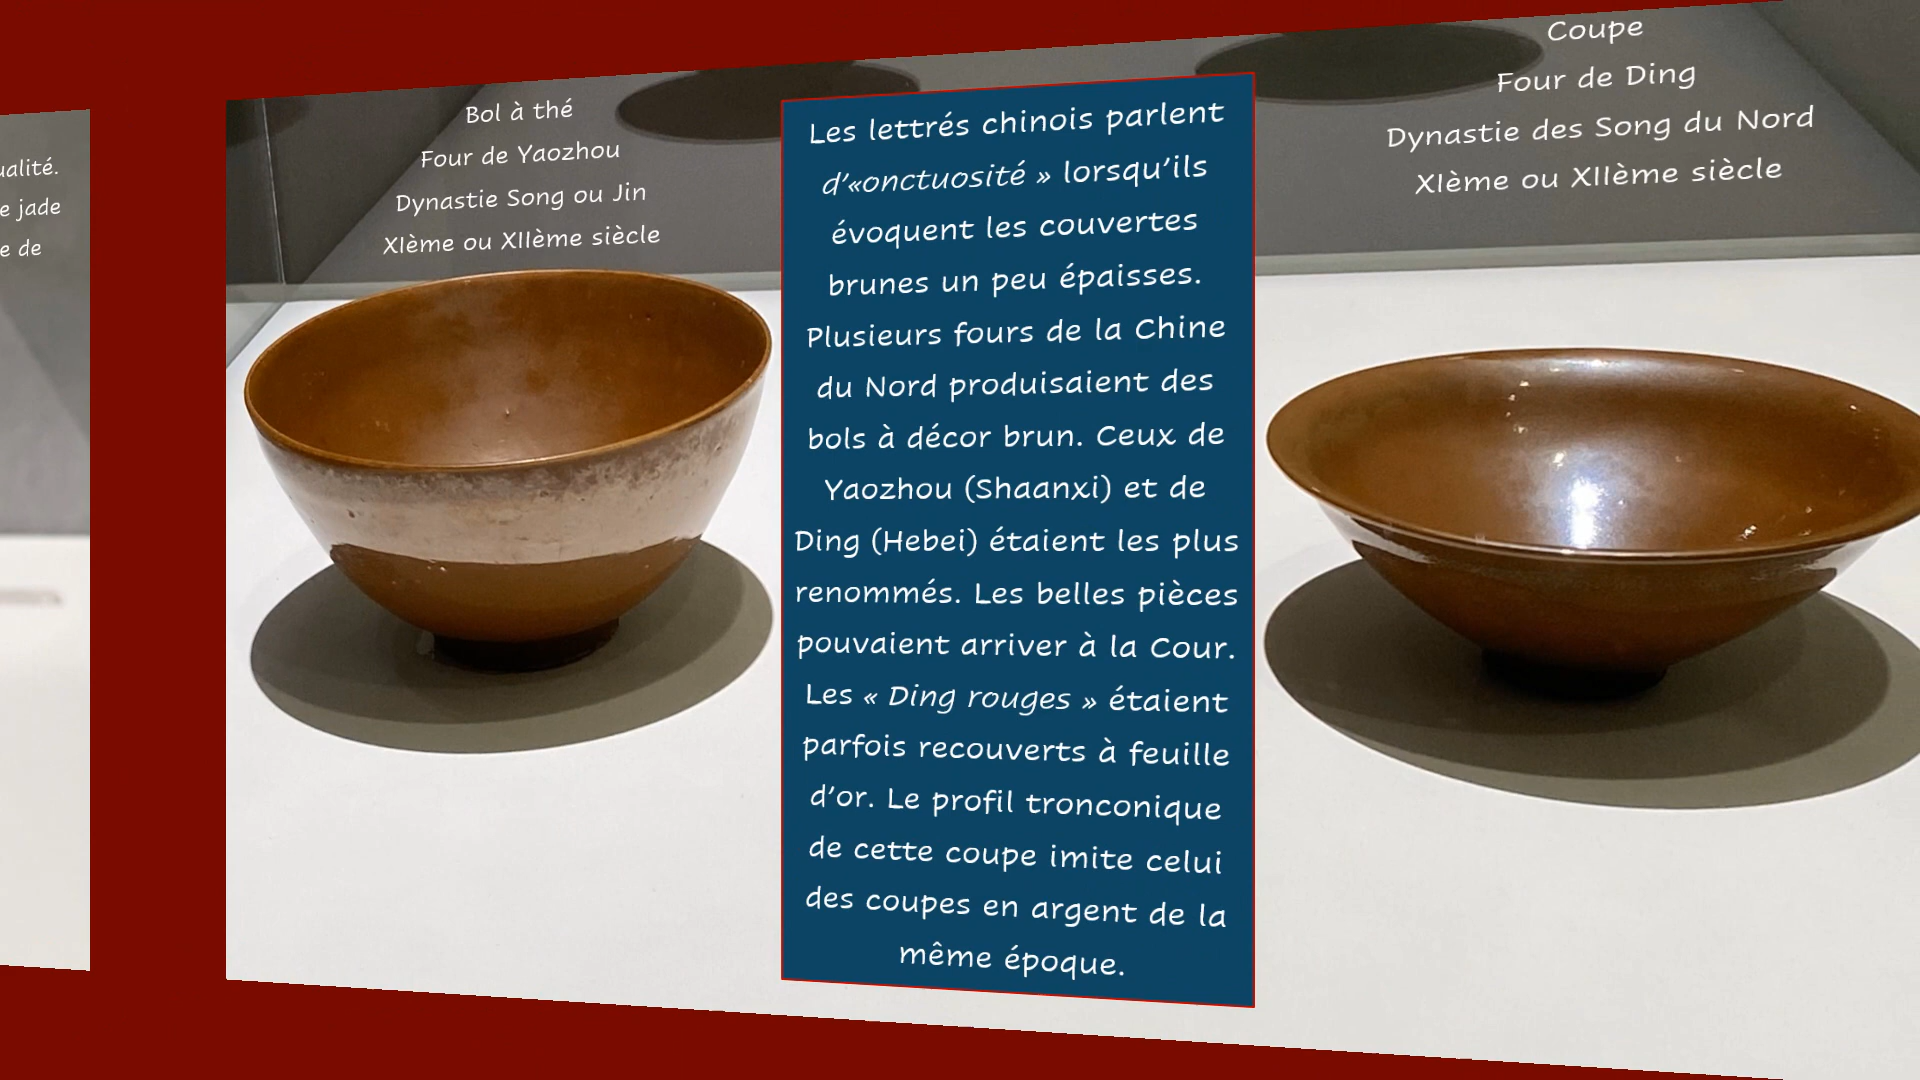 ualité.
e jade
e de
Bol à thé
Four de Yaozhou
Dynastie Song ou Jin
XIème ou XIIème siècle
Les lettrés chinois parlent
d’«onctuosité » lorsqu’ils
évoquent les couvertes
brunes un peu épaisses.
Plusieurs fours de la Chine
du Nord produisaient des
bols à décor brun. Ceux de
Yaozhou (Shaanxi) et de
Ding (Hebei) étaient les plus
renommés. Les belles pièces
pouvaient arriver à la Cour.
Les « Ding rouges » étaient
parfois recouverts à feuille
d’or. Le profil tronconique
de cette coupe imite celui
des coupes en argent de la
même époque.
Coupe
Four de Ding
Dynastie des Song du Nord
XIème ou XIIème siècle